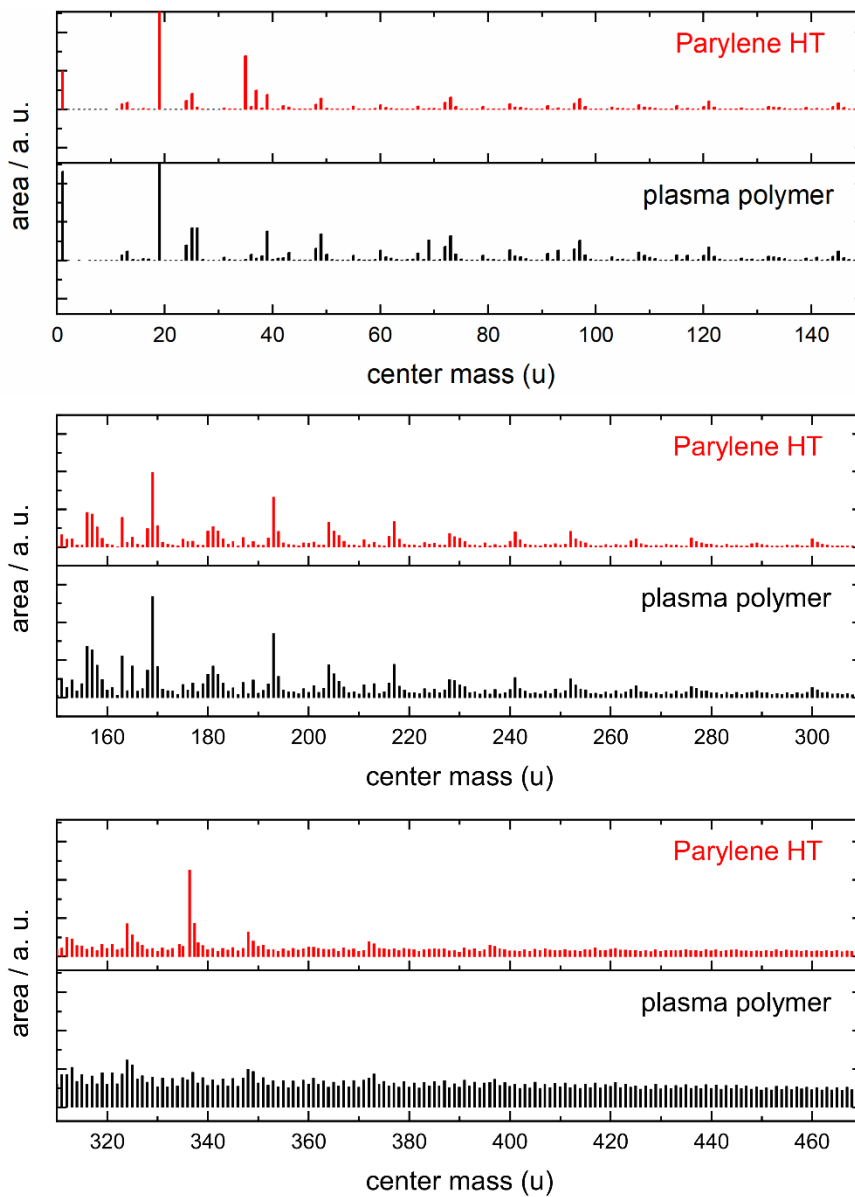 Parylene HT
plasma polymer
area / a. u.
0 20 40 60 80 100 120 140
center mass (u)
Parylene HT
plasma polymer
area / a. u.
160 180 200 220 240 260 280 300
center mass (u)
Parylene HT
plasma polymer
area / a. u.
320 340 360 380 400 420 440 460
center mass (u)